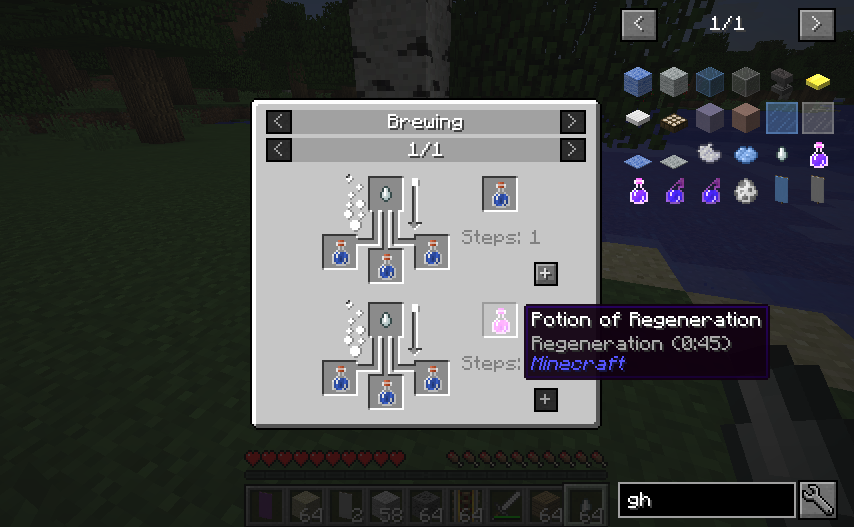 1/1
Brewing
1/1
Steps: 1
Potion of Regeneration
Regeneration (0:45)
Minecraft
Steps:
64
2
58
64
64
64
64
gh